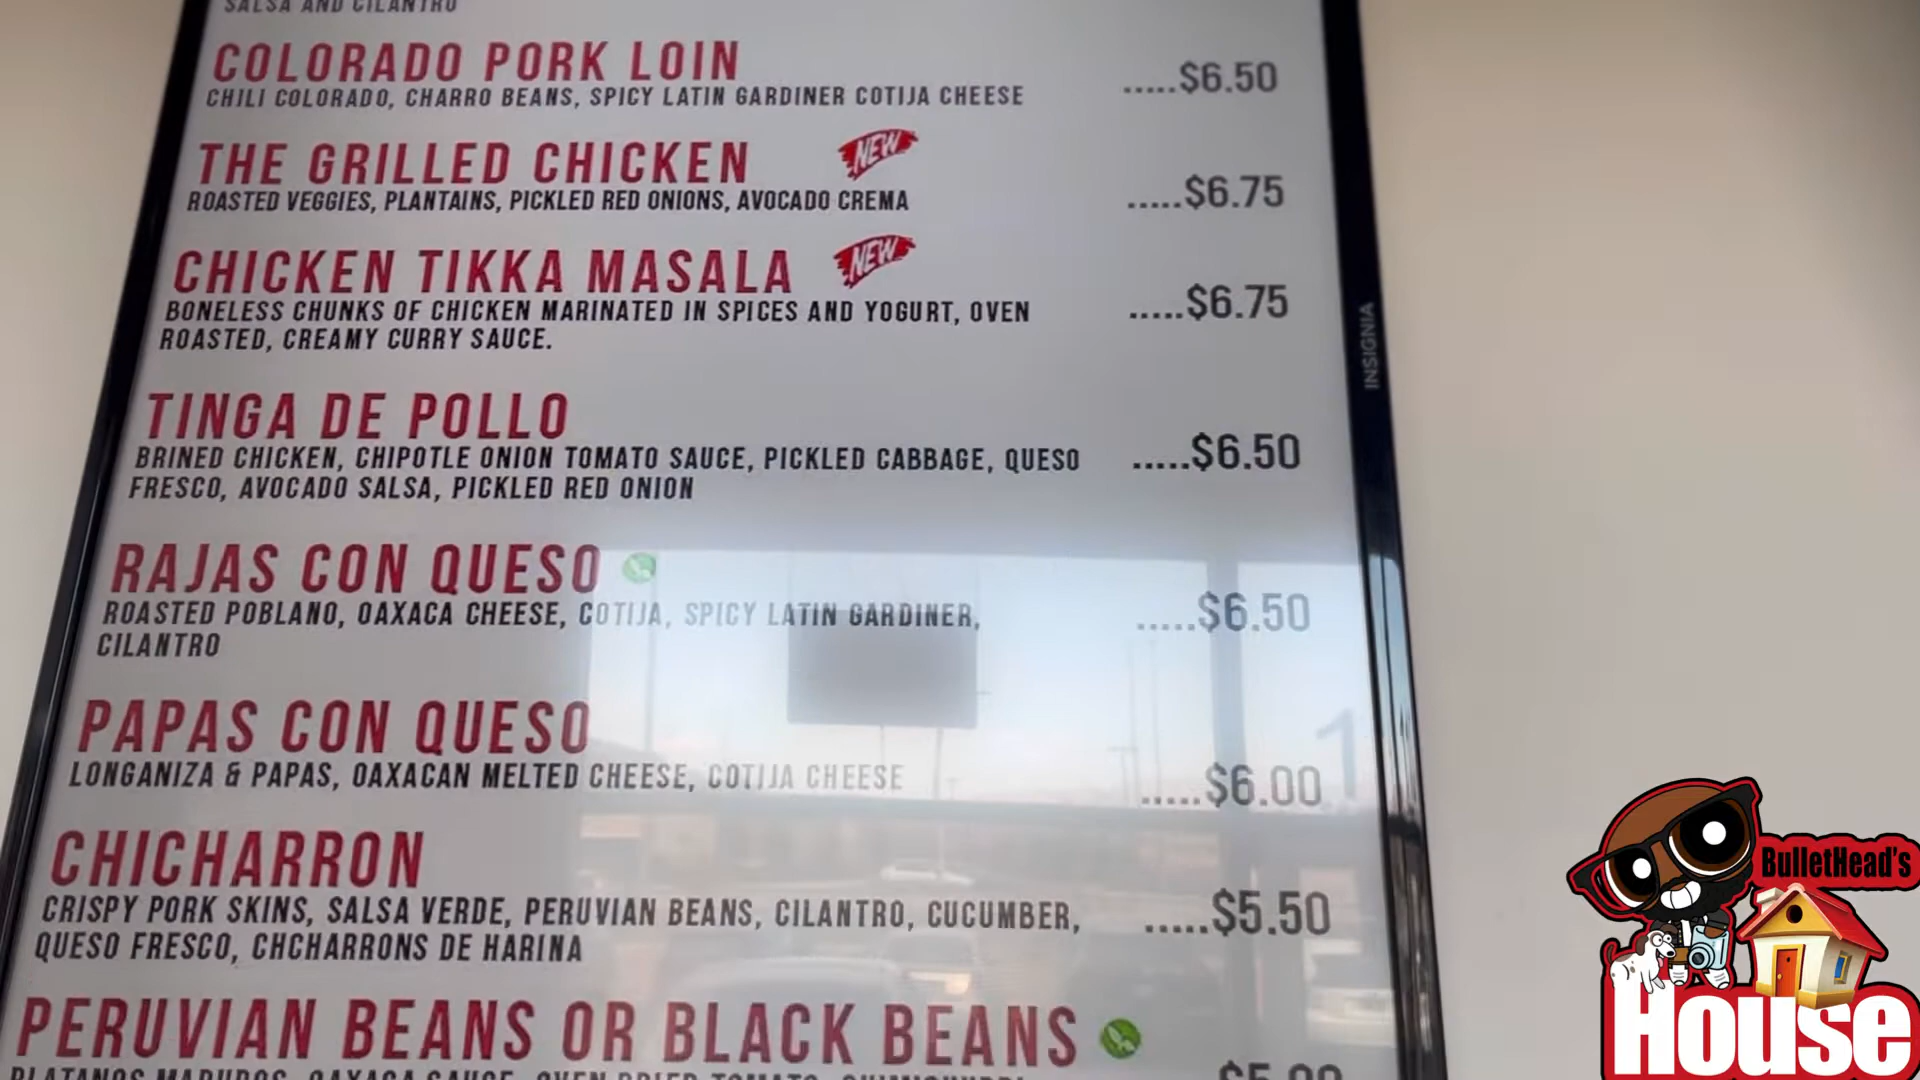 SALSA AND CILANTRO
COLORADO PORK LOIN
CHILI COLORADO, CHARRO BEANS, SPICY LATIN GARDINER COTIJA CHEESE
.....$6.50
THE GRILLED CHICKEN
NEW
ROASTED VEGGIES, PLANTAINS, PICKLED RED ONIONS, AVOCADO CREMA
.....$6.75
CHICKEN TIKKA MASALA
NEW
BONELESS CHUNKS OF CHICKEN MARINATED IN SPICES AND YOGURT, OVEN
ROASTED, CREAMY CURRY SAUCE.
.....$6.75
INSIGNIA
TINGA DE POLLO
BRINED CHICKEN, CHIPOTLE ONION TOMATO SAUCE, PICKLED CABBAGE, QUESO
FRESCO, AVOCADO SALSA, PICKLED RED ONION
.....$6.50
RAJAS CON QUESO
ROASTED POBLANO, OAXACA CHEESE, COTIJA, SPICY LATIN GARDINER,
CILANTRO
.....$6.50
PAPAS CON QUESO
LONGANIZA & PAPAS, OAXACAN MELTED CHEESE, COTIJA CHEESE
.....$6.00
CHICHARRON
CRISPY PORK SKINS, SALSA VERDE, PERUVIAN BEANS, CILANTRO, CUCUMBER,
QUESO FRESCO, CHCHARRONS DE HARINA
.....$5.50
PERUVIAN BEANS OR BLACK BEANS
PLATANOS MADUROS, OAXACA SAUCE, OVEN DRIED TOMATO, CHIMICHURRI
$5.00
BulletHead's
House